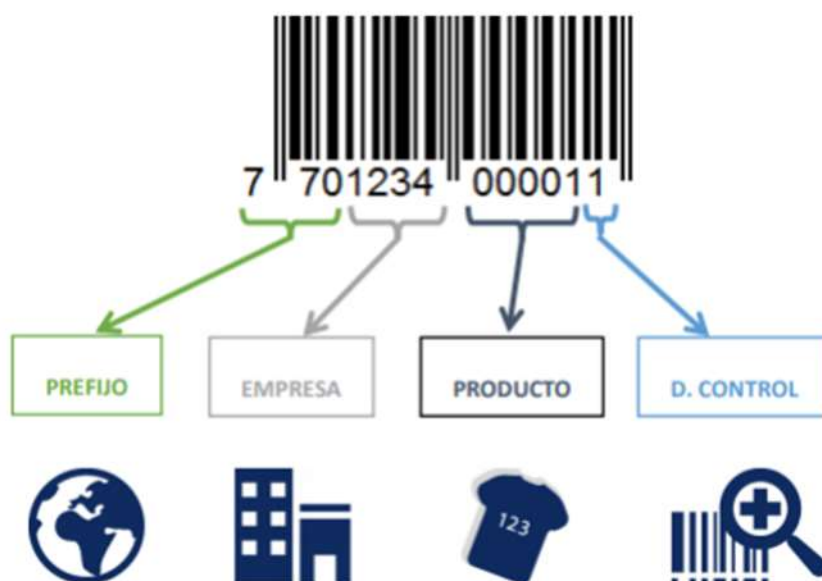 7 701234 000011
PREFIJO EMPRESA PRODUCTO D. CONTROL
123